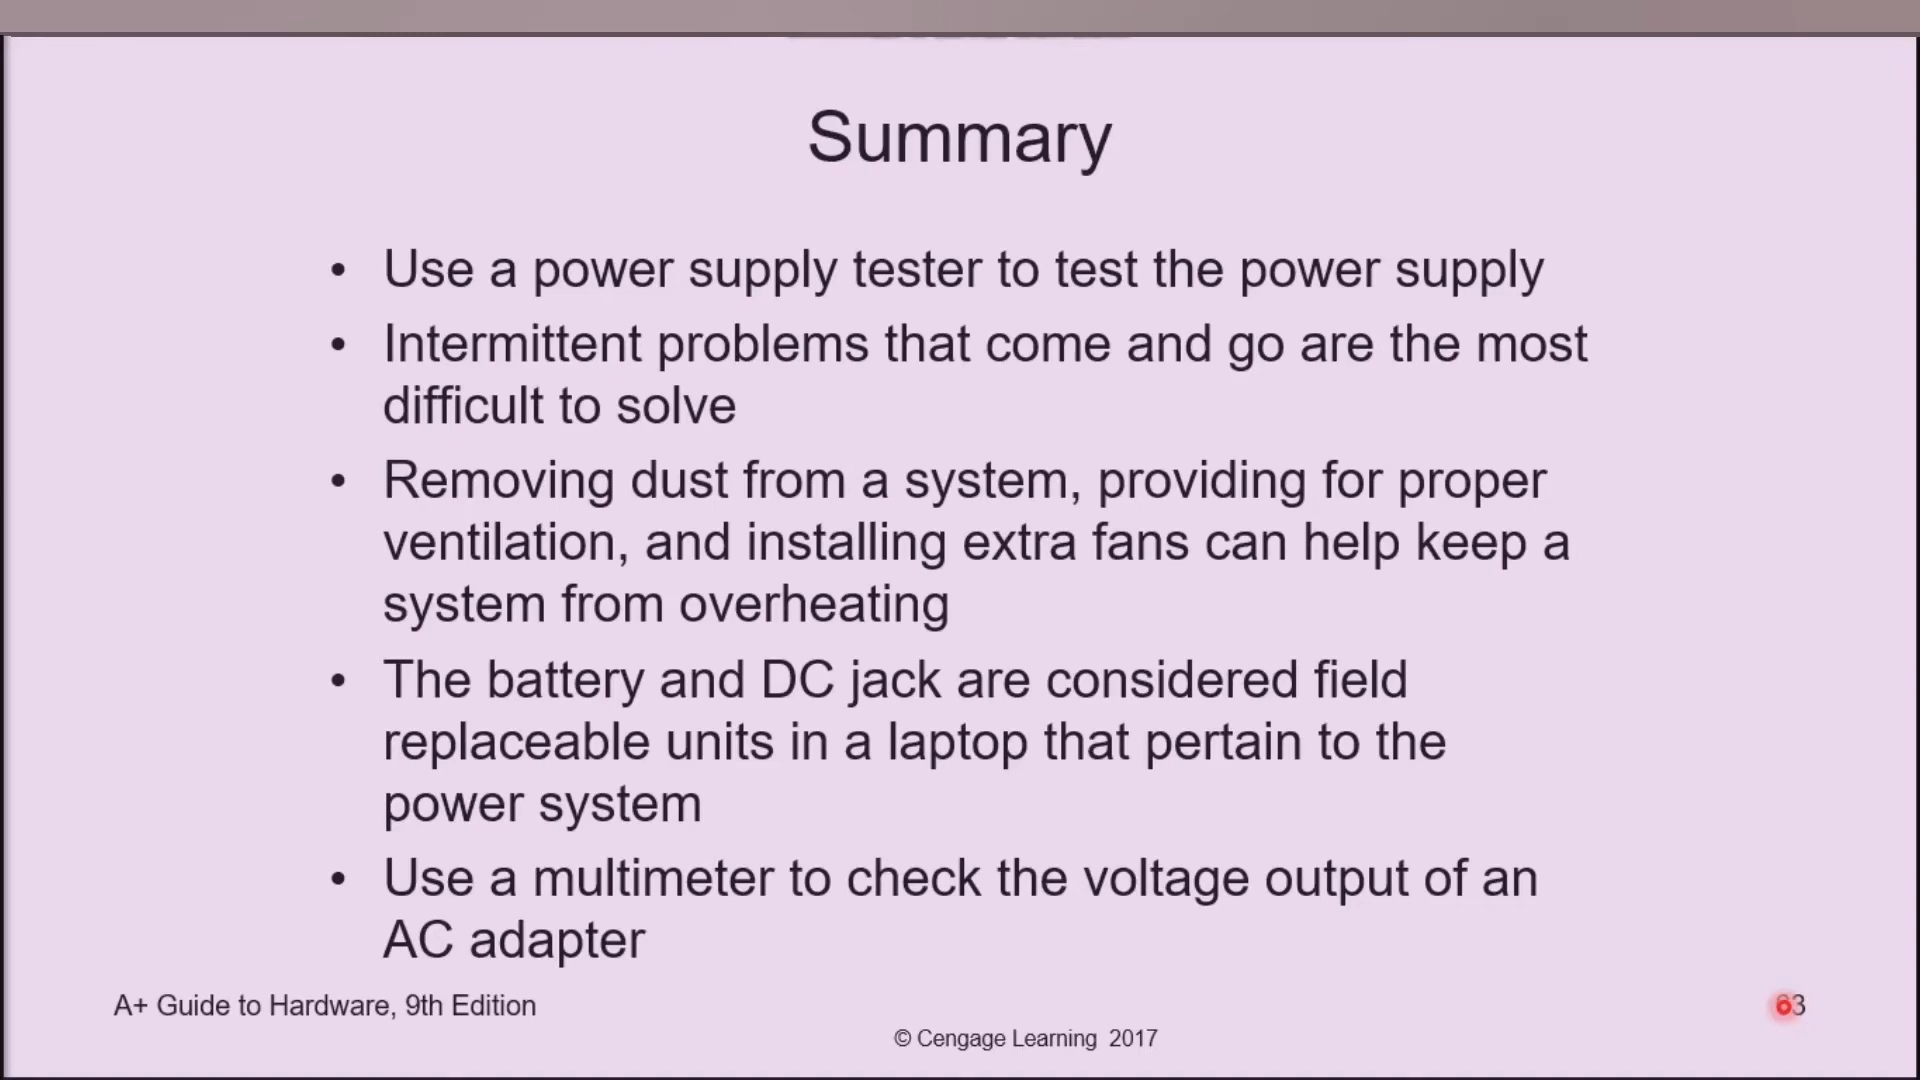 Summary
• Use a power supply tester to test the power supply
• Intermittent problems that come and go are the most
difficult to solve
• Removing dust from a system, providing for proper
ventilation, and installing extra fans can help keep a
system from overheating
• The battery and DC jack are considered field
replaceable units in a laptop that pertain to the
power system
• Use a multimeter to check the voltage output of an
AC adapter
A+ Guide to Hardware, 9th Edition
63
© Cengage Learning 2017